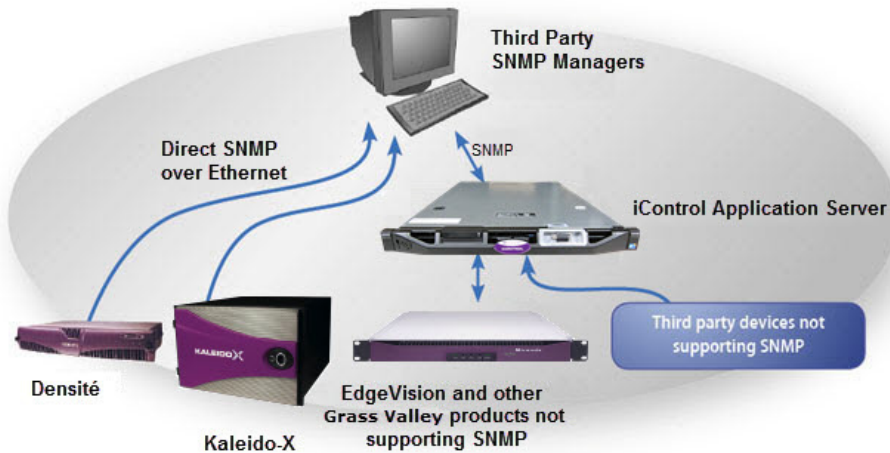 Third Party
SNMP Managers
Direct SNMP
over Ethernet
SNMP
iControl Application Server
KALEIDOX
Third party devices not
supporting SNMP
Densité
EdgeVision and other
Grass Valley products not
supporting SNMP
Kaleido-X